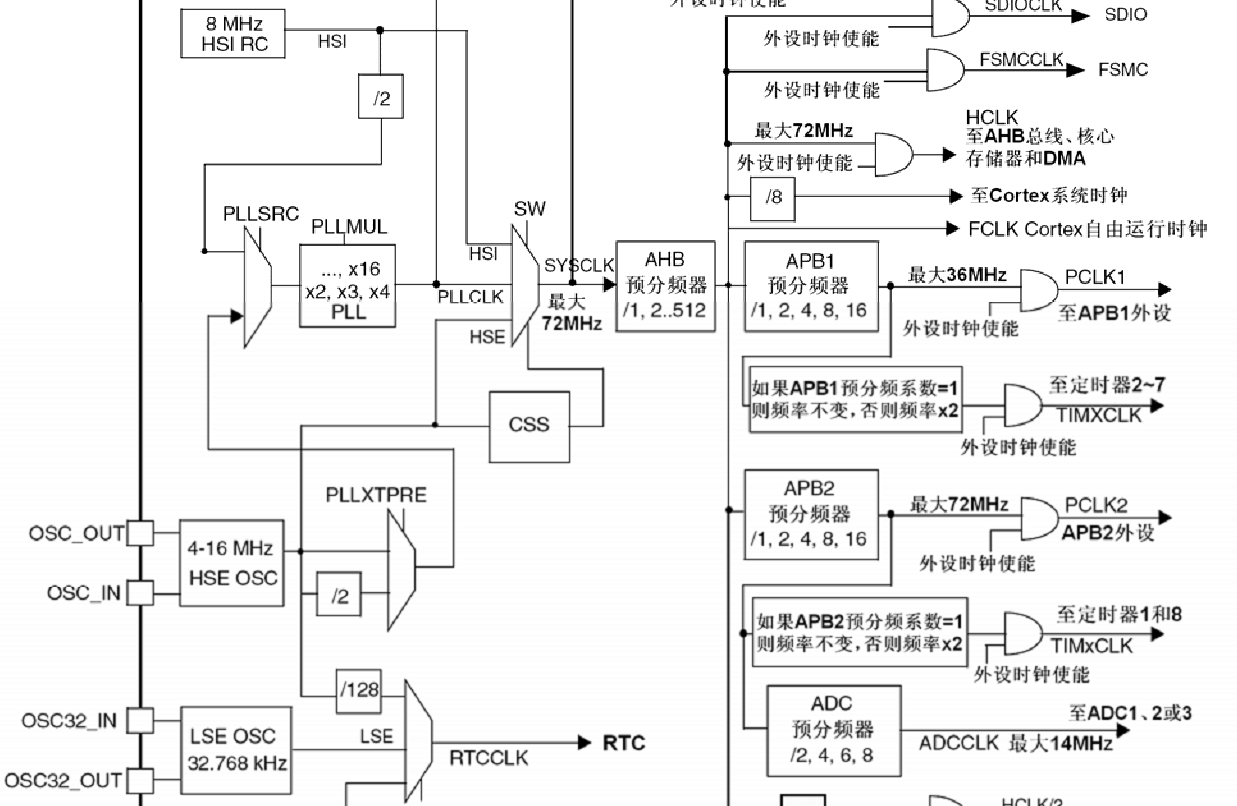 外设时钟使能
SDIOCLK
SDIO
外设时钟使能
FSMCCLK
FSMC
外设时钟使能
8 MHz
HSI RC
HSI
/2
HCLK
最大72MHz
至AHB总线、核心
存储器和DMA
外设时钟使能
/8
至Cortex系统时钟
FCLK Cortex自由运行时钟
PLLSRC
PLLMUL
SW
..., x16
x2, x3, x4
PLL
HSI
PLLCLK
HSE
SYSCLK
最大
72MHz
AHB
预分频器
/1, 2..512
APB1
预分频器
/1, 2, 4, 8, 16
最大36MHz
PCLK1
至APB1外设
外设时钟使能
如果APB1预分频系数=1
则频率不变,否则频率x2
至定时器2~7
TIMXCLK
外设时钟使能
CSS
PLLXTPRE
OSC_OUT
OSC_IN
4-16 MHz
HSE OSC
/2
APB2
预分频器
/1, 2, 4, 8, 16
最大72MHz
PCLK2
APB2外设
外设时钟使能
如果APB2预分频系数=1
则频率不变,否则频率x2
至定时器1和8
TIMxCLK
外设时钟使能
/128
OSC32_IN
OSC32_OUT
LSE OSC
32.768 kHz
LSE
RTCCLK
RTC
ADC
预分频器
/2, 4, 6, 8
至ADC1、2或3
ADCCLK 最大14MHz
HCLK/2